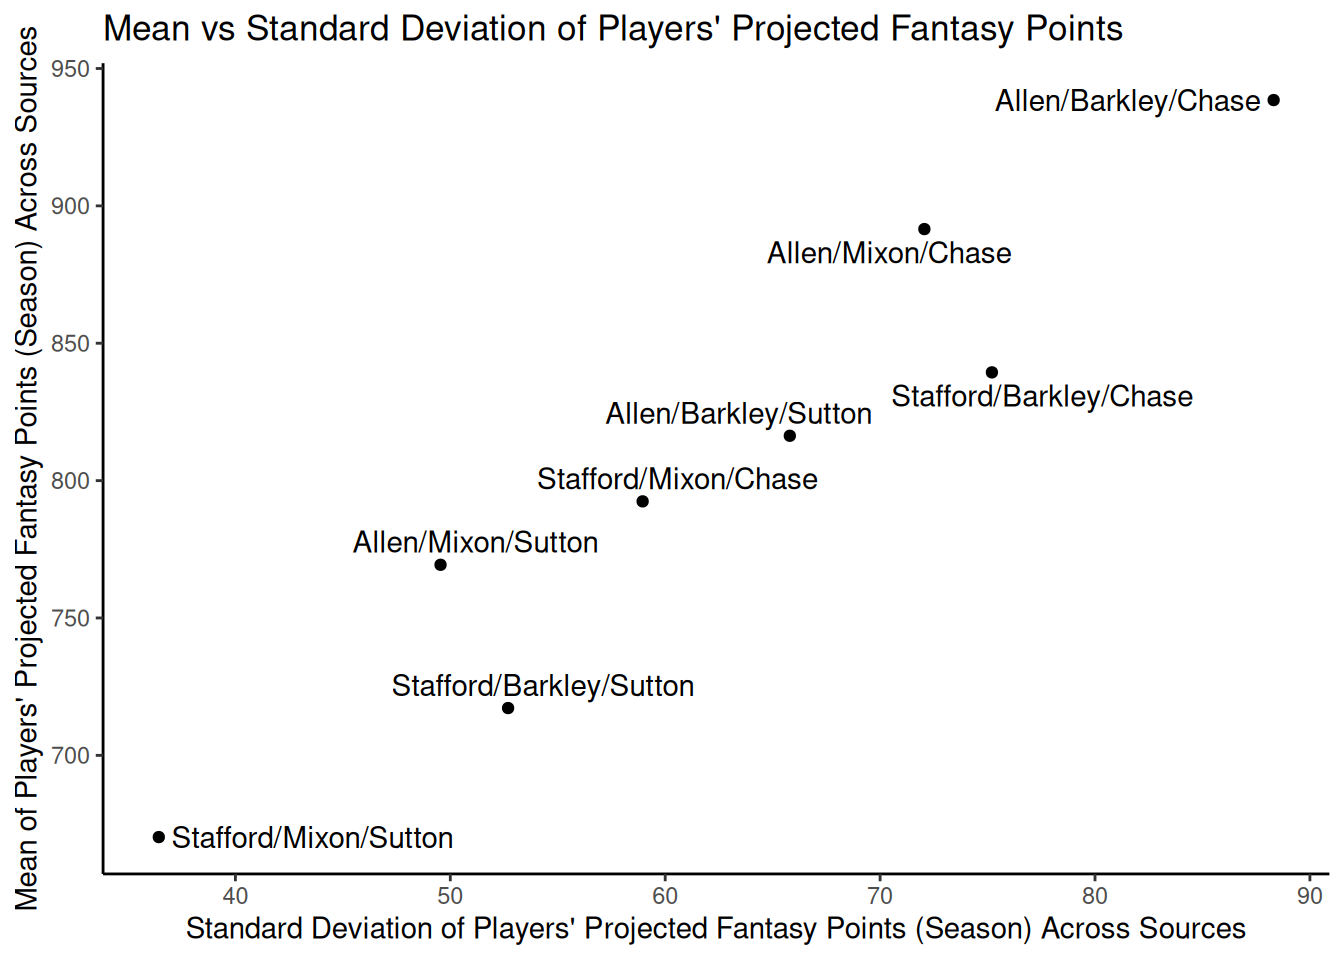 Mean vs Standard Deviation of Players' Projected Fantasy Points
Mean of Players' Projected Fantasy Points (Season) Across Sources
950
900
850
800
750
700
Allen/Barkley/Chase
Allen/Mixon/Chase
Stafford/Barkley/Chase
Allen/Barkley/Sutton
Stafford/Mixon/Chase
Allen/Mixon/Sutton
Stafford/Barkley/Sutton
Stafford/Mixon/Sutton
40 50 60 70 80 90
Standard Deviation of Players' Projected Fantasy Points (Season) Across Sources